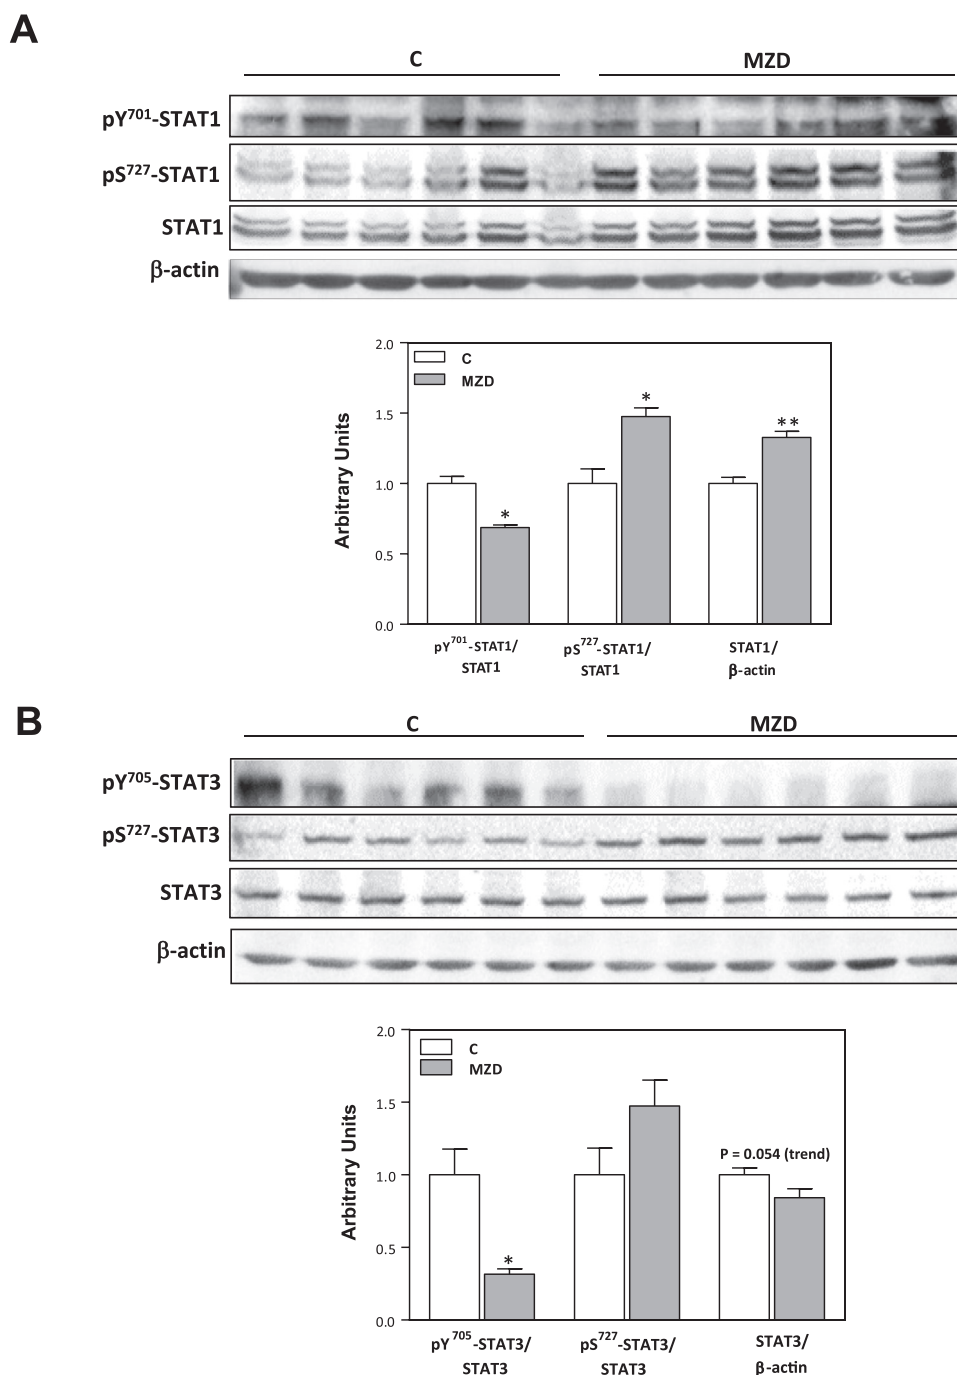 A
C MZD
pY701-STAT1
pS727-STAT1
STAT1
β-actin
2.0
1.5
1.0
0.5
0.0
Arbitrary Units
C
MZD
*
*
**
pY701-STAT1/
STAT1
pS727-STAT1/
STAT1
STAT1/
β-actin
B
C MZD
pY705-STAT3
pS727-STAT3
STAT3
β-actin
2.0
1.5
1.0
0.5
0.0
Arbitrary Units
C
MZD
*
P = 0.054 (trend)
pY705-STAT3/
STAT3
pS727-STAT3/
STAT3
STAT3/
β-actin